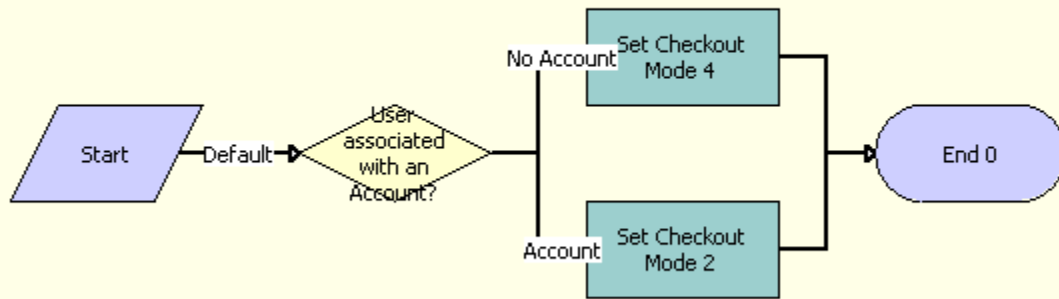 Start
Default
User
associated
with an
Account?
No Account
Set Checkout
Mode 4
Account
Set Checkout
Mode 2
End 0